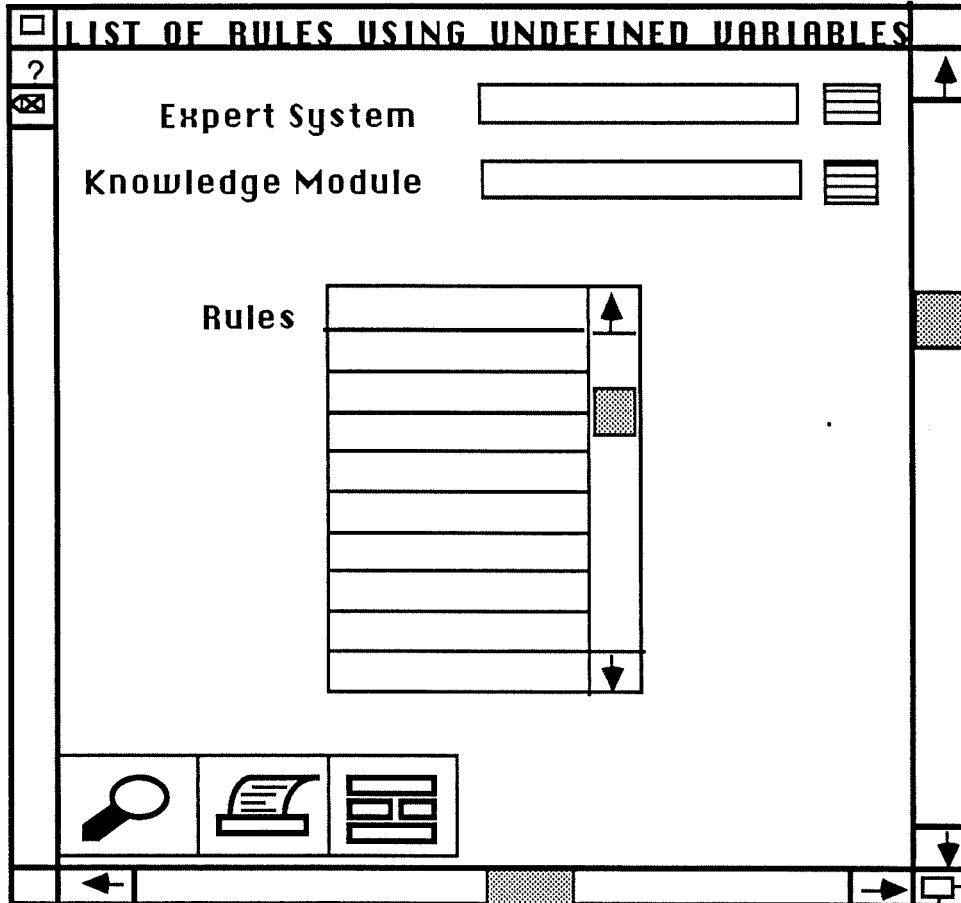 LIST OF RULES USING UNDEFINED VARIABLES
?
Expert System
Knowledge Module
Rules